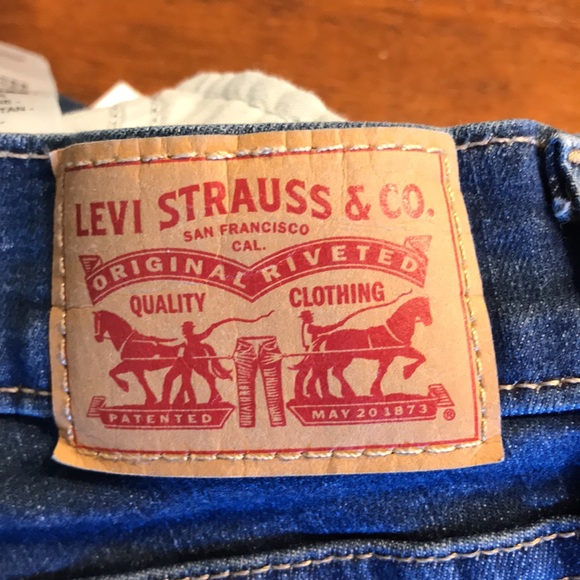 LEVI STRAUSS & CO.
SAN FRANCISCO
CAL.
ORIGINAL RIVETED
QUALITY CLOTHING
PATENTED MAY 20 1873 ®